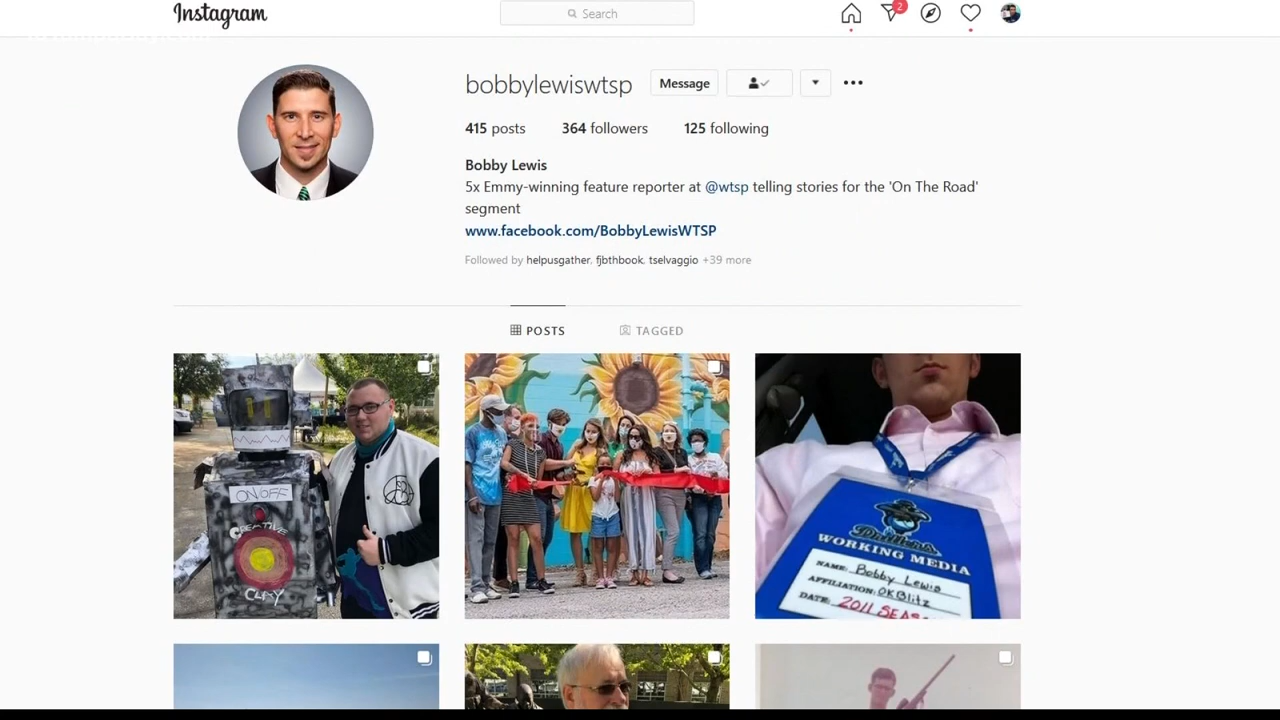 Instagram
Search
2
bobbylewiswtsp
Message
415 posts 364 followers 125 following
Bobby Lewis
5x Emmy-winning feature reporter at @wtsp telling stories for the 'On The Road'
segment
www.facebook.com/BobbyLewisWTSP
Followed by helpusgather, fjbthbook, tselvaggio +39 more
POSTS TAGGED
ON/OFF
CREATIVE
CLAY
Drillers
WORKING MEDIA
NAME: Bobby Lewis
AFFILIATION: OKBlitz
DATE: 2011 SEAS